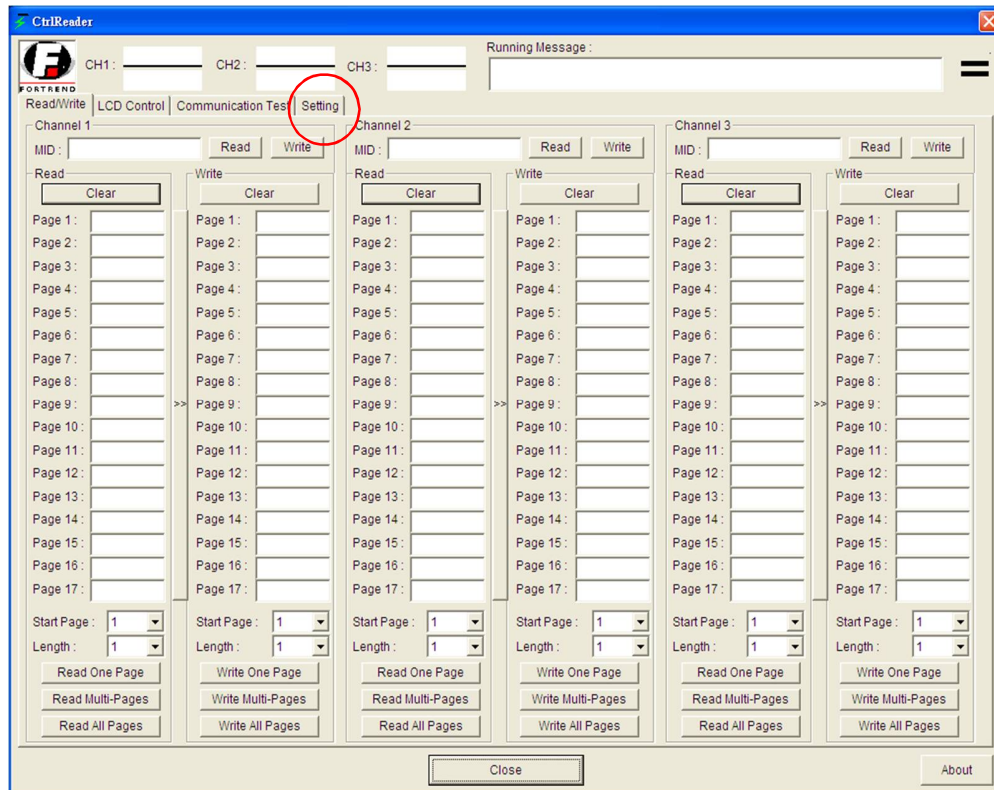 CtrlReader
Running Message :
FORTREND
CH1 : CH2 : CH3 :
Read/Write LCD Control Communication Test Setting
Channel 1 Channel 2 Channel 3
MID : Read Write MID : Read Write MID : Read Write
Read Write Read Write Read Write
Clear Clear Clear Clear Clear Clear
Page 1 : Page 1 : Page 1 : Page 1 : Page 1 : Page 1 :
Page 2 : Page 2 : Page 2 : Page 2 : Page 2 : Page 2 :
Page 3 : Page 3 : Page 3 : Page 3 : Page 3 : Page 3 :
Page 4 : Page 4 : Page 4 : Page 4 : Page 4 : Page 4 :
Page 5 : Page 5 : Page 5 : Page 5 : Page 5 : Page 5 :
Page 6 : Page 6 : Page 6 : Page 6 : Page 6 : Page 6 :
Page 7 : Page 7 : Page 7 : Page 7 : Page 7 : Page 7 :
Page 8 : Page 8 : Page 8 : Page 8 : Page 8 : Page 8 :
Page 9 : >> Page 9 : Page 9 : >> Page 9 : Page 9 : >> Page 9 :
Page 10 : Page 10 : Page 10 : Page 10 : Page 10 : Page 10 :
Page 11 : Page 11 : Page 11 : Page 11 : Page 11 : Page 11 :
Page 12 : Page 12 : Page 12 : Page 12 : Page 12 : Page 12 :
Page 13 : Page 13 : Page 13 : Page 13 : Page 13 : Page 13 :
Page 14 : Page 14 : Page 14 : Page 14 : Page 14 : Page 14 :
Page 15 : Page 15 : Page 15 : Page 15 : Page 15 : Page 15 :
Page 16 : Page 16 : Page 16 : Page 16 : Page 16 : Page 16 :
Page 17 : Page 17 : Page 17 : Page 17 : Page 17 : Page 17 :
Start Page : 1 Start Page : 1 Start Page : 1 Start Page : 1 Start Page : 1 Start Page : 1
Length : 1 Length : 1 Length : 1 Length : 1 Length : 1 Length : 1
Read One Page Write One Page Read One Page Write One Page Read One Page Write One Page
Read Multi-Pages Write Multi-Pages Read Multi-Pages Write Multi-Pages Read Multi-Pages Write Multi-Pages
Read All Pages Write All Pages Read All Pages Write All Pages Read All Pages Write All Pages
Close About